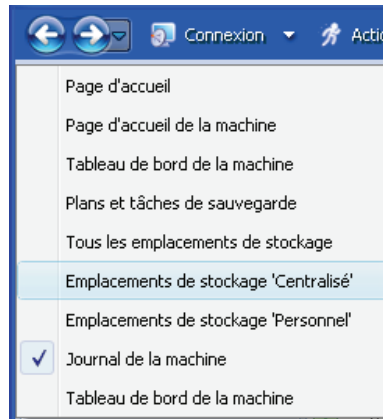 Connexion Actio
Page d'accueil
Page d'accueil de la machine
Tableau de bord de la machine
Plans et tâches de sauvegarde
Tous les emplacements de stockage
Emplacements de stockage 'Centralisé'
Emplacements de stockage 'Personnel'
Journal de la machine
Tableau de bord de la machine